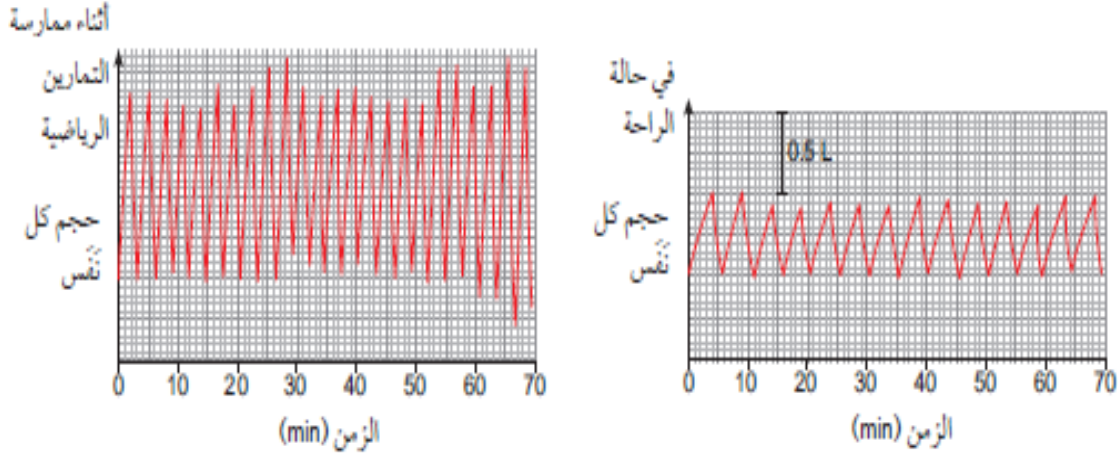 أثناء ممارسة
التمارين
الرياضية
حجم كل
نَفَس
0 10 20 30 40 50 60 70
الزمن (min)
في حالة
الراحة
0.5 L
حجم كل
نَفَس
0 10 20 30 40 50 60 70
الزمن (min)